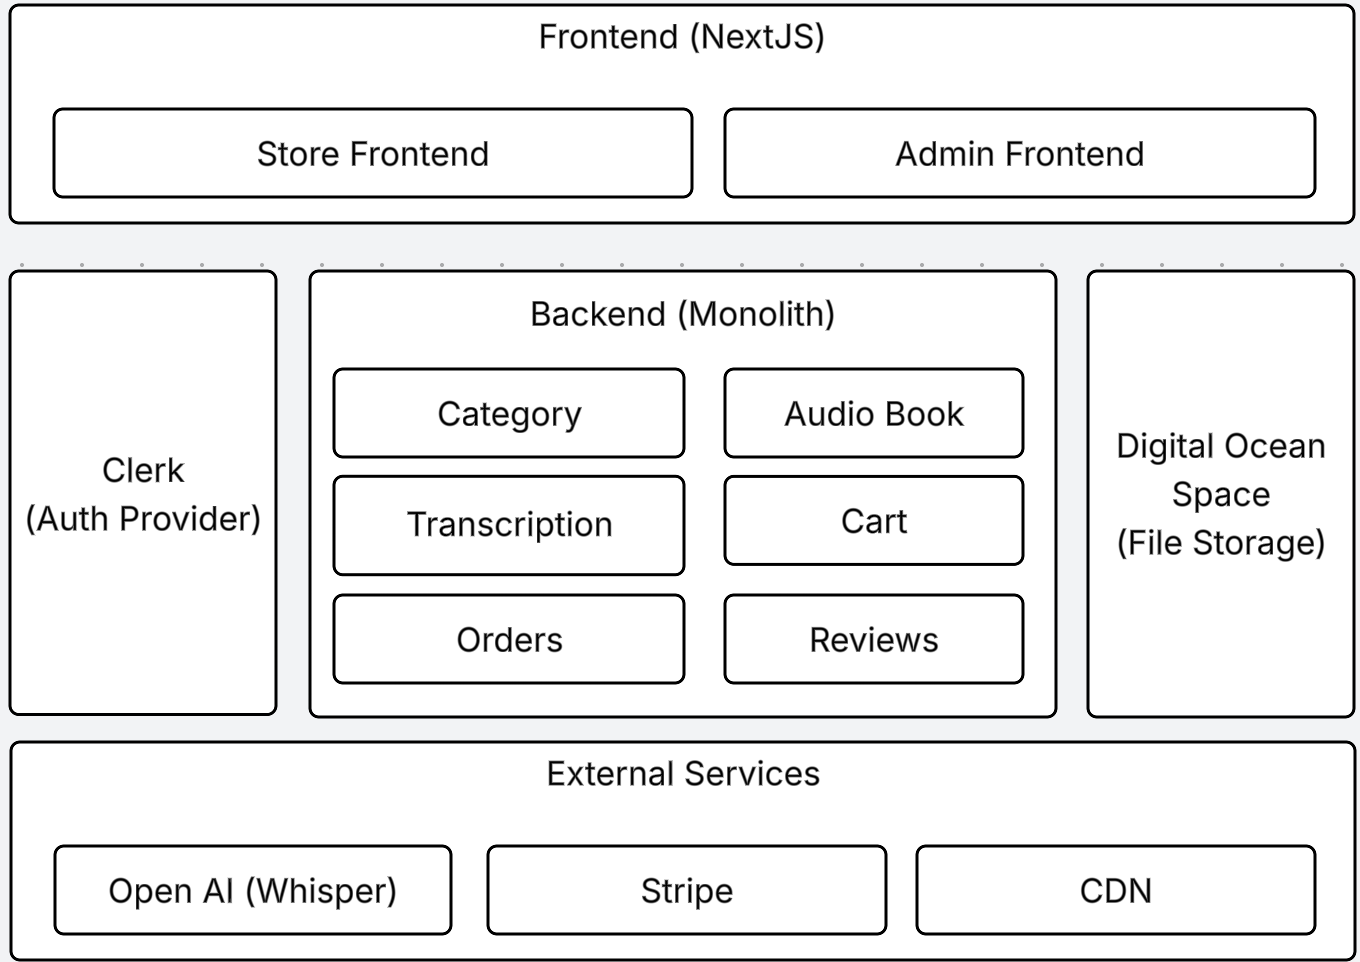 Frontend (NextJS)
Store Frontend
Admin Frontend
Clerk
(Auth Provider)
Backend (Monolith)
Category
Audio Book
Transcription
Cart
Orders
Reviews
Digital Ocean
Space
(File Storage)
External Services
Open AI (Whisper)
Stripe
CDN